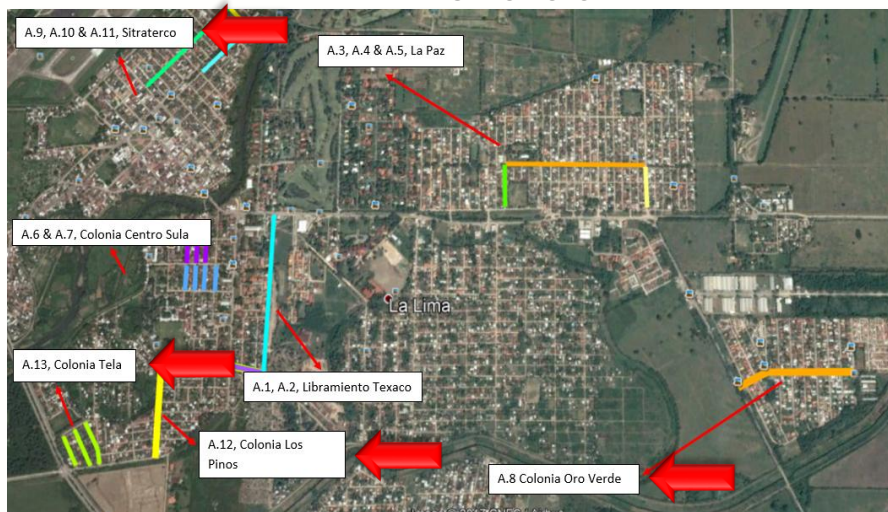 A.9, A.10 & A.11, Sitraterco
A.3, A.4 & A.5, La Paz
A.6 & A.7, Colonia Centro Sula
La Lima
A.13, Colonia Tela
A.1, A.2, Libramiento Texaco
A.12, Colonia Los
Pinos
A.8 Colonia Oro Verde